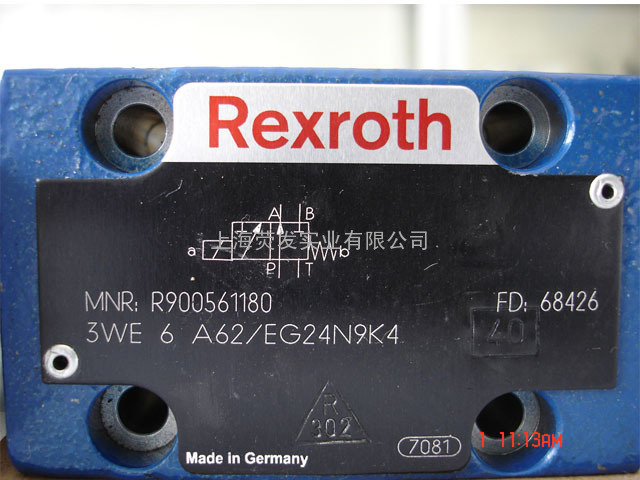 Rexroth
A B
a b
P T
上海荧发实业有限公司
MNR: R900561180 FD: 68426
3WE 6 A62/EG24N9K4
40
R
302
7081
Made in Germany
1 11:13AM